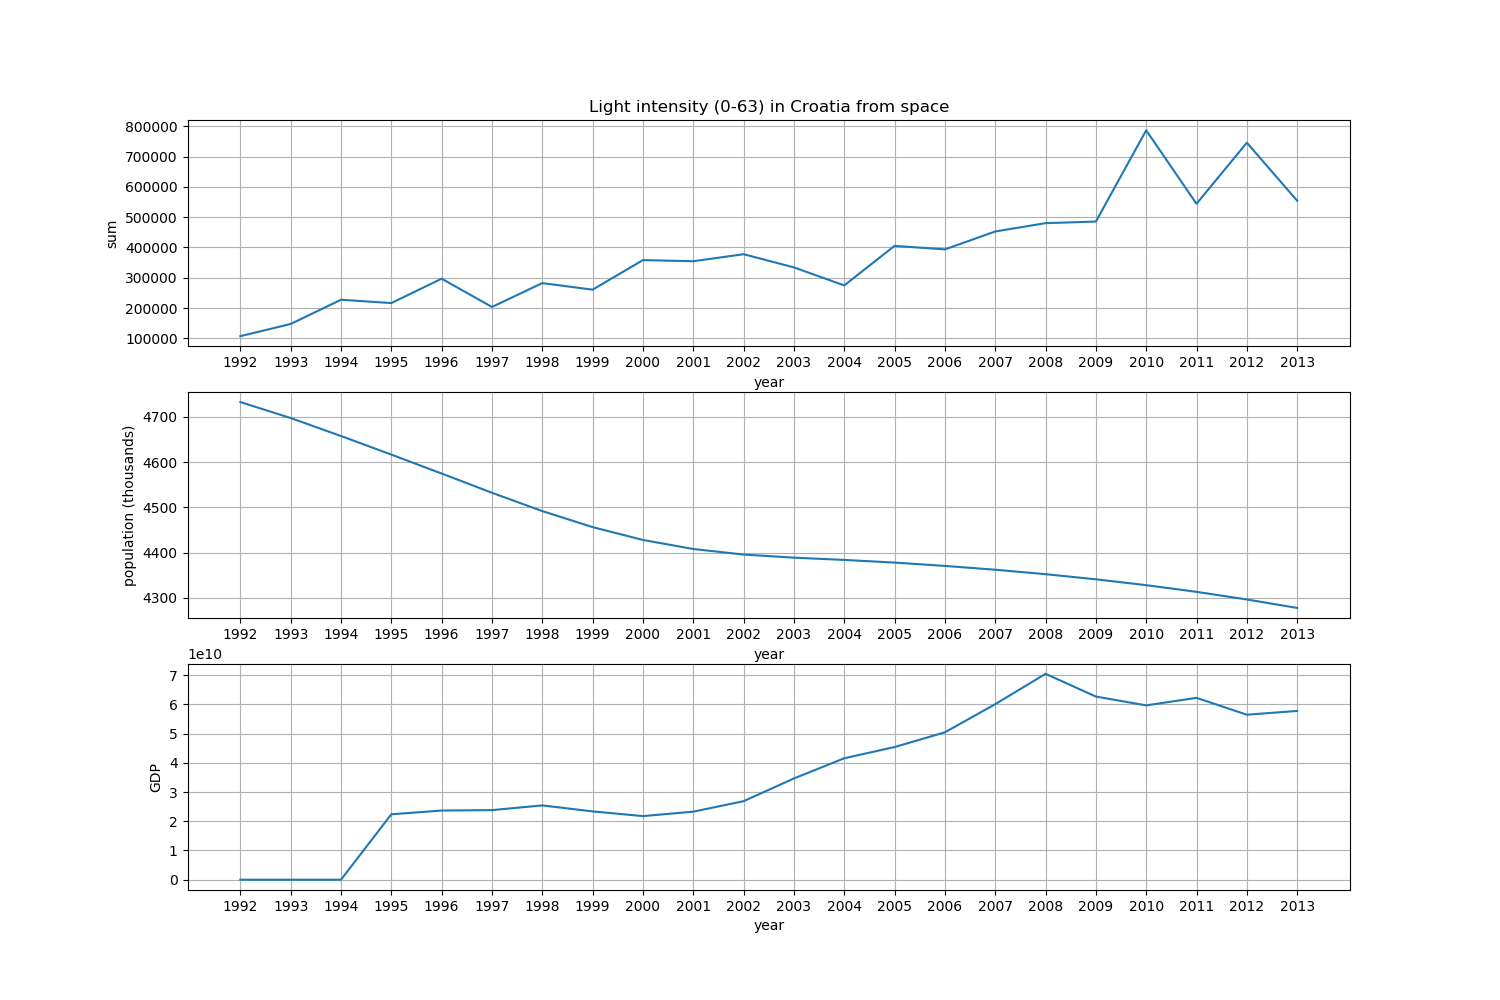 Light intensity (0-63) in Croatia from space
800000
700000
600000
500000
400000
300000
200000
100000
sum
1992 1993 1994 1995 1996 1997 1998 1999 2000 2001 2002 2003 2004 2005 2006 2007 2008 2009 2010 2011 2012 2013
year
4700
4600
4500
4400
4300
population (thousands)
1992 1993 1994 1995 1996 1997 1998 1999 2000 2001 2002 2003 2004 2005 2006 2007 2008 2009 2010 2011 2012 2013
year
1e10
7
6
5
4
3
2
1
0
GDP
1992 1993 1994 1995 1996 1997 1998 1999 2000 2001 2002 2003 2004 2005 2006 2007 2008 2009 2010 2011 2012 2013
year